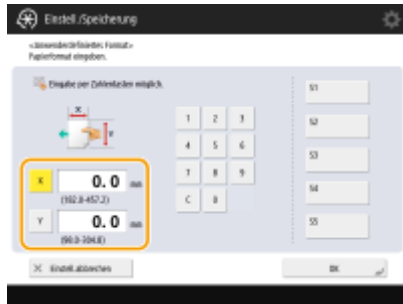 Einstell./Speicherung
<Anwenderdefiniertes Format>
Papierformat eingeben.
Eingabe per Zahlentasten möglich.
X
Y
1 2 3
4 5 6
7 8 9
C 0
X 0.0 mm
(182.0-457.2)
Y 0.0 mm
(98.0-304.8)
S1
S2
S3
S4
S5
Einstell. abbrechen
OK